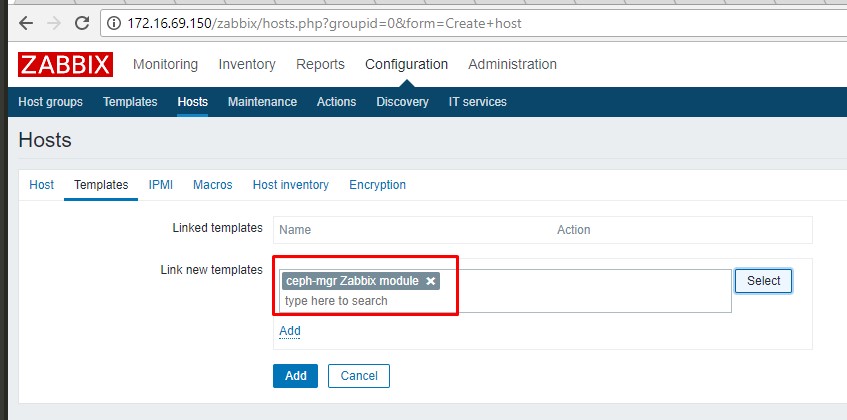 172.16.69.150/zabbix/hosts.php?groupid=0&form=Create+host
ZABBIX Monitoring Inventory Reports Configuration Administration
Host groups Templates Hosts Maintenance Actions Discovery IT services
Hosts
Host Templates IPMI Macros Host inventory Encryption
Linked templates Name Action
Link new templates ceph-mgr Zabbix module Select
type here to search
Add
Add Cancel